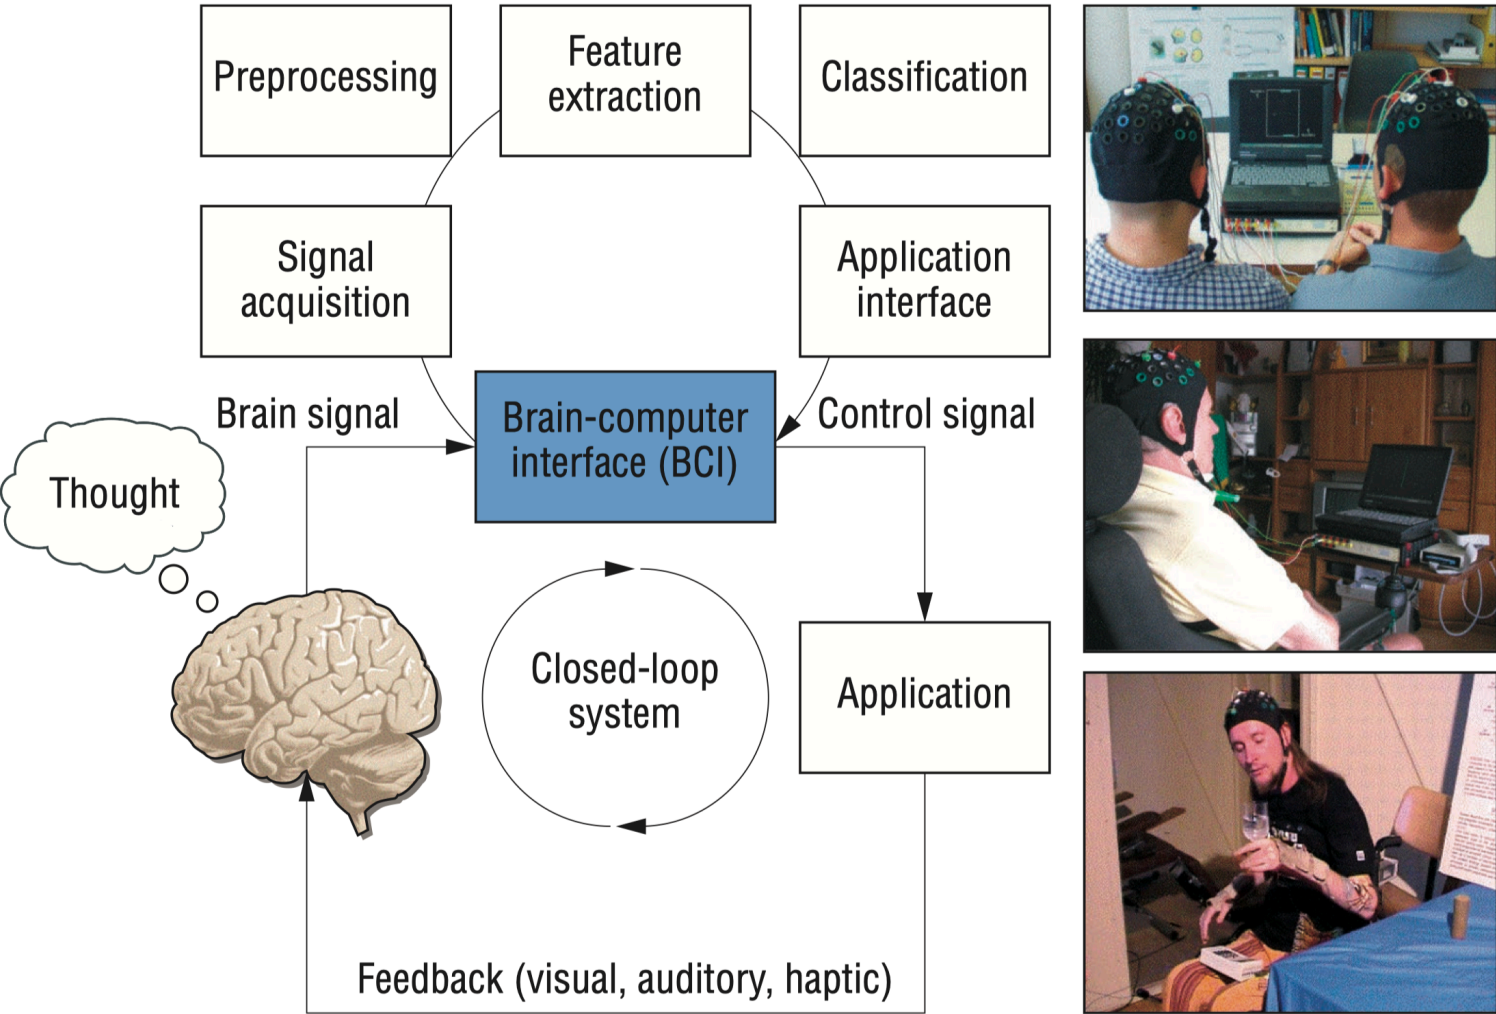 Preprocessing
Feature
extraction
Classification
Signal
acquisition
Application
interface
Brain signal
Brain-computer
interface (BCI)
Control signal
Thought
Closed-loop
system
Application
Feedback (visual, auditory, haptic)